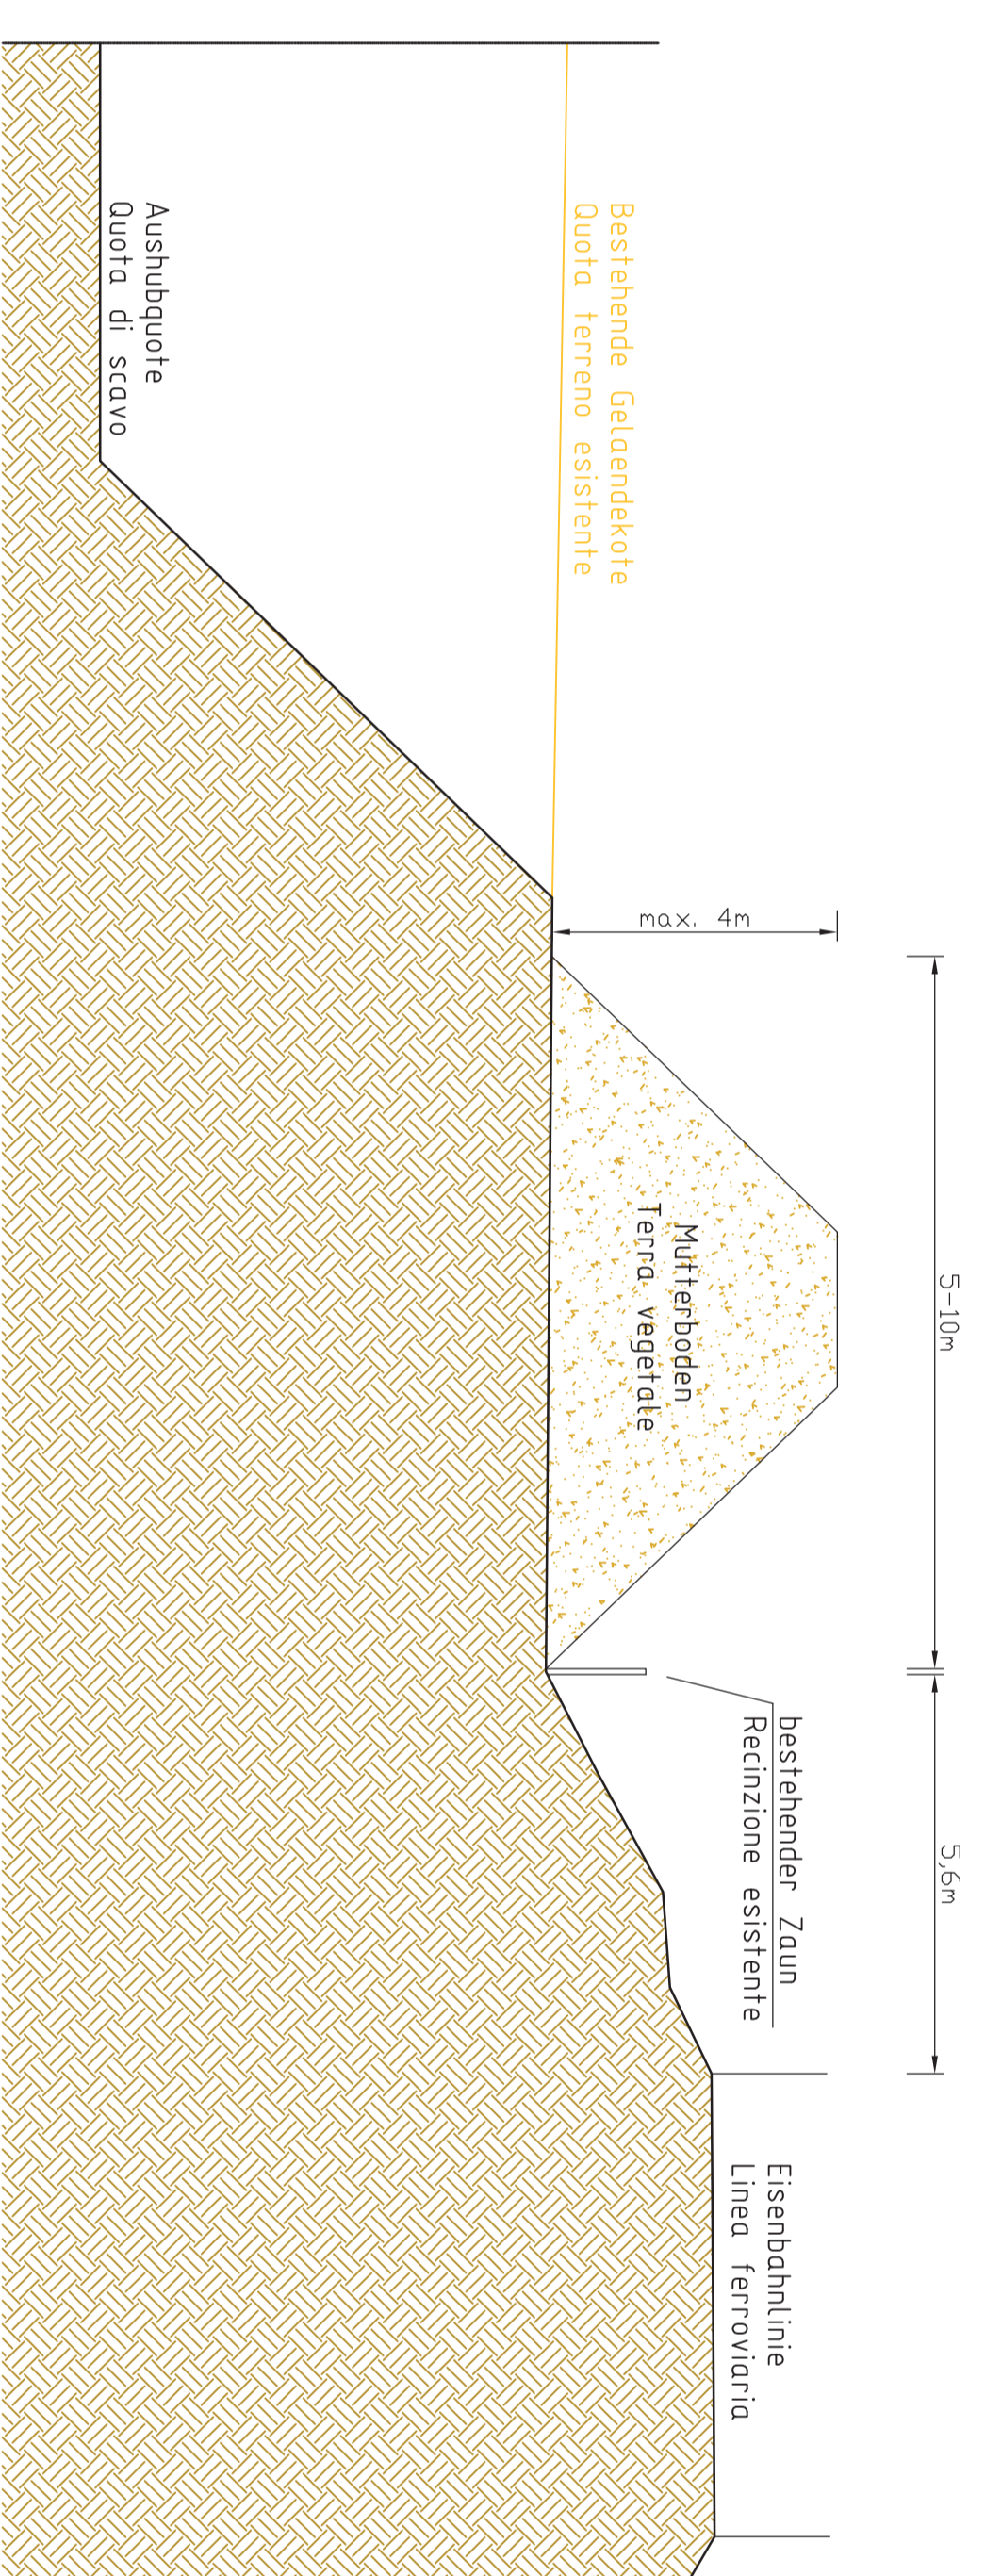 Bestehende Gelaendekote
Quota terreno esistente
Aushubquote
Quota di scavo
max. 4m
5-10m
Mutterboden
Terra vegetale
5,6m
bestehender Zaun
Recinzione esistente
Eisenbahnlinie
Linea ferroviaria